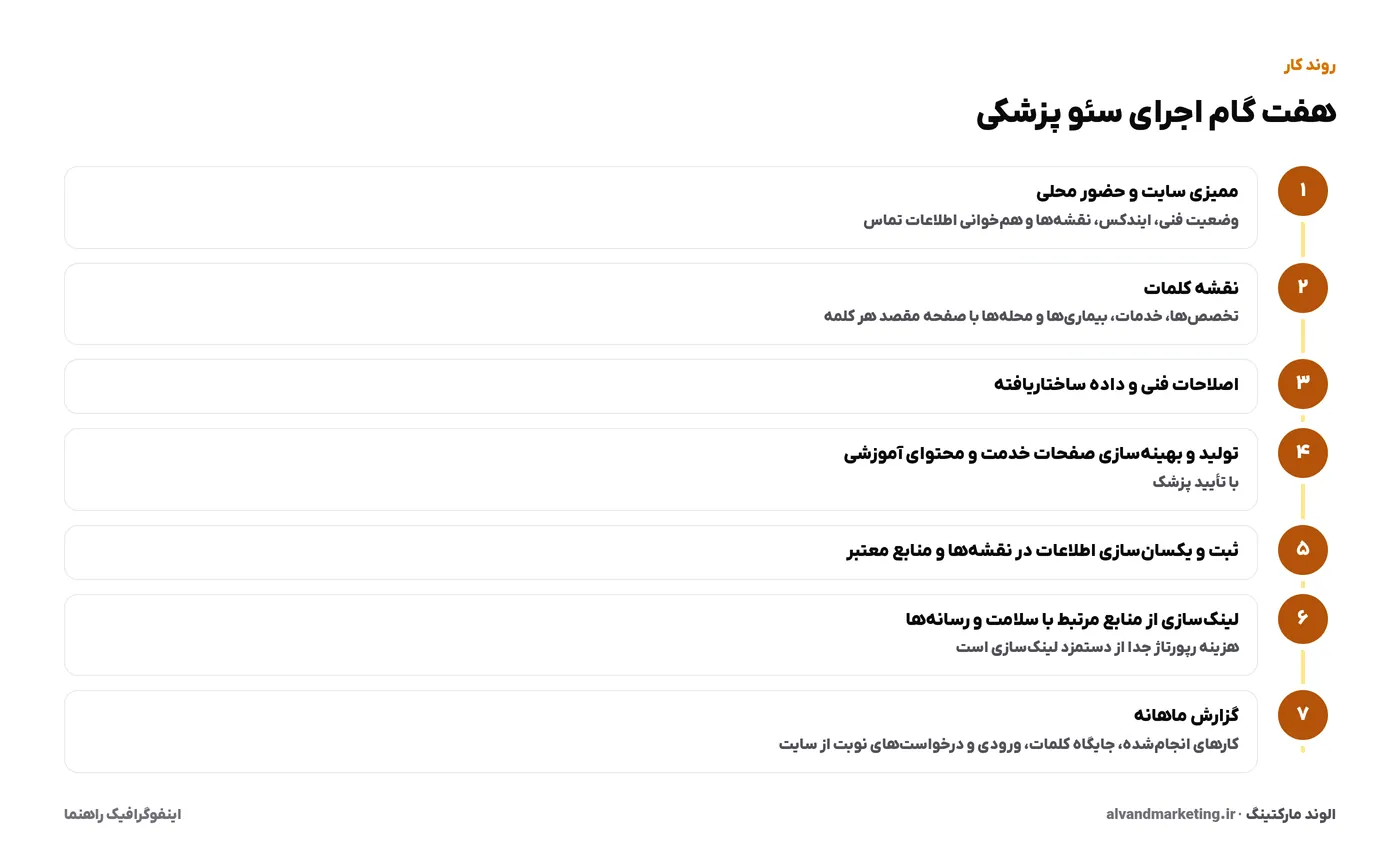 روند کار
هفت گام اجرای سئو پزشکی
۱
ممیزی سایت و حضور محلی
وضعیت فنی، ایندکس، نقشه‌ها و هم‌خوانی اطلاعات تماس
۲
نقشه کلمات
تخصص‌ها، خدمات، بیماری‌ها و محله‌ها با صفحه مقصد هر کلمه
۳
اصلاحات فنی و داده ساختاریافته
۴
تولید و بهینه‌سازی صفحات خدمت و محتوای آموزشی
با تأیید پزشک
۵
ثبت و یکسان‌سازی اطلاعات در نقشه‌ها و منابع معتبر
۶
لینک‌سازی از منابع مرتبط با سلامت و رسانه‌ها
هزینه رپورتاژ جدا از دستمزد لینک‌سازی است
۷
گزارش ماهانه
کارهای انجام‌شده، جایگاه کلمات، ورودی و درخواست‌های نوبت از سایت
الوند مارکتینگ · alvandmarketing.ir
اینفوگرافیک راهنما